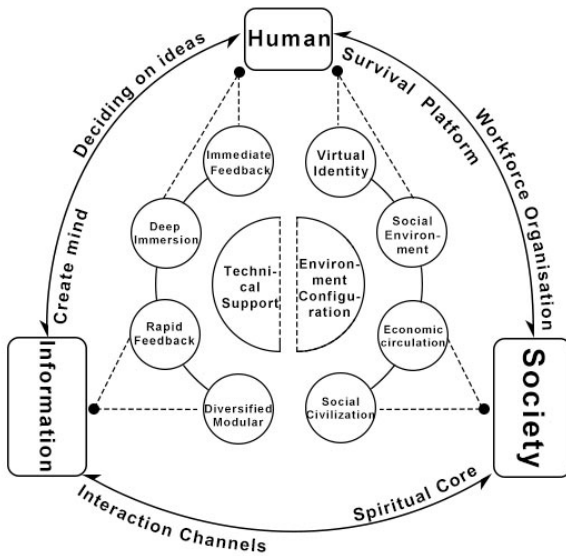 Human
Deciding on ideas
Survival Platform
Workforce Organisation
Create mind
Immediate
Feedback
Virtual
Identity
Deep
Immersion
Social
Environ-
ment
Techni-
cal
Support
Environ-
ment
Configu-
ration
Rapid
Feedback
Economic
circulation
Diversified
Modular
Social
Civilization
Information
Society
Interaction Channels
Spiritual Core